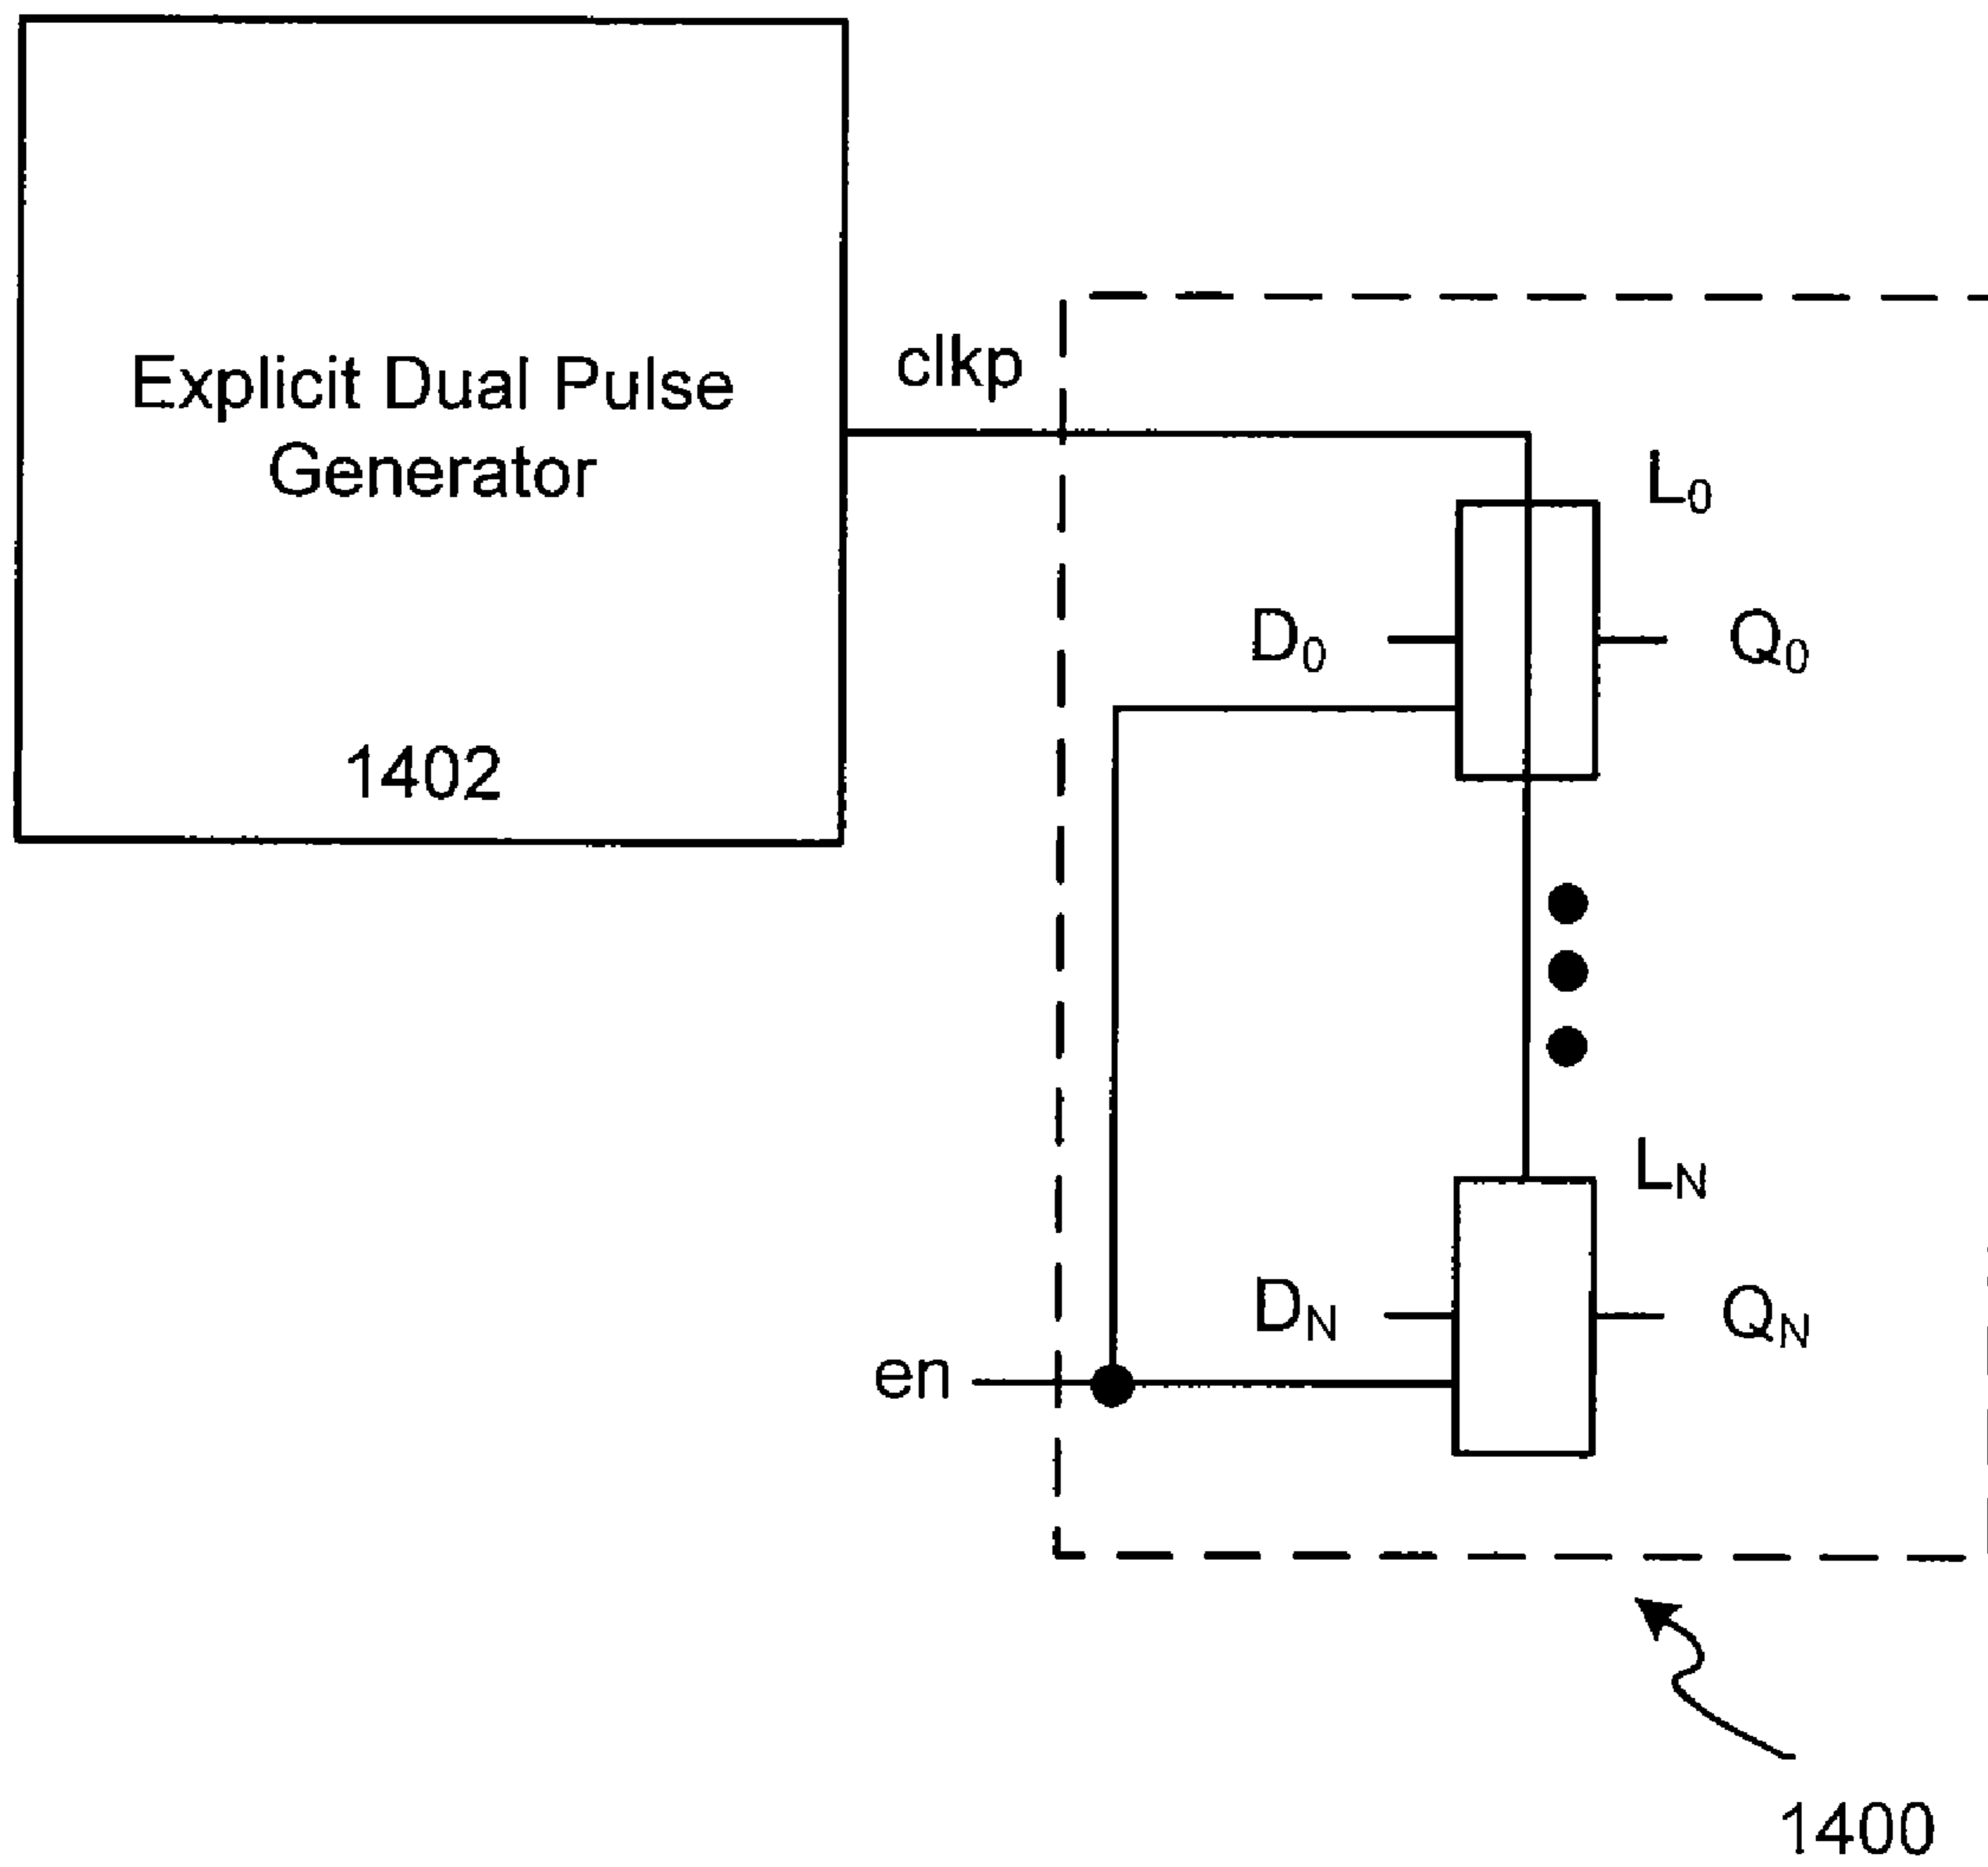 Explicit Dual Pulse
Generator
1402
clkp
L0
D0
Q0
LN
DN
QN
en
1400